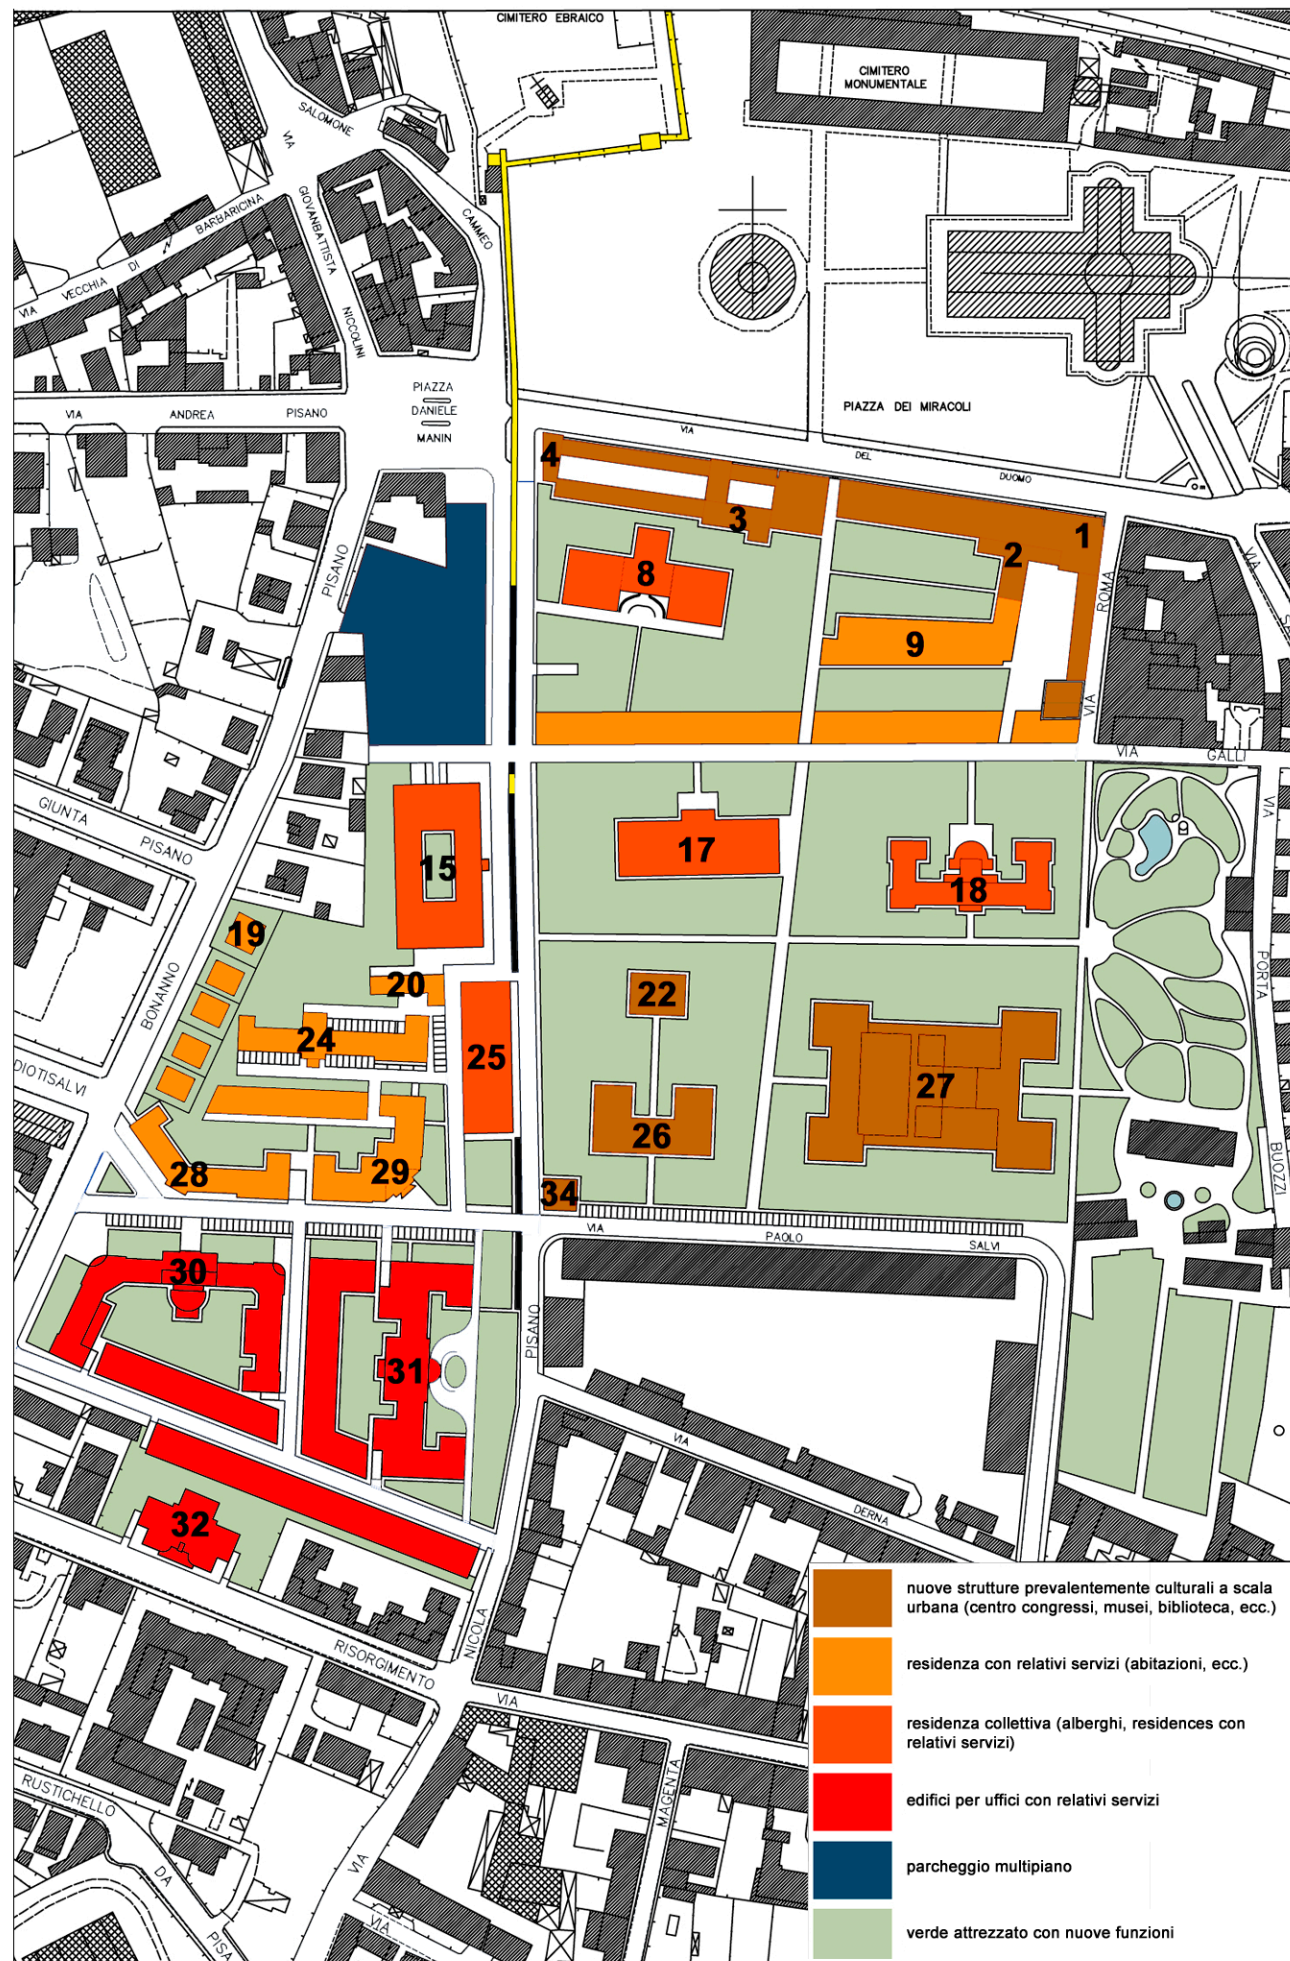 CIMITERO EBRAICO
CIMITERO
MONUMENTALE
SALOMONE
VIA
CAMMEO
BARBARICINA
DI
VECCHIA
VIA
GIOVANBATTISTA
NICCOLINI
PIAZZA
DANIELE
MANIN
VIA
ANDREA
PISANO
PIAZZA DEI MIRACOLI
VIA
DEL
DUOMO
4
3
1
2
8
9
PISANO
ROMA
VIA
VIA
VIA
GALLI
GIUNTA
PISANO
15
17
18
VIA
PORTA
BUOZZI
19
20
22
BONANNO
24
25
26
27
DIOTISALVI
28
29
34
VIA
PAOLO
SALVI
30
31
PISANO
32
VIA
DERNA
NICOLA
RISORGIMENTO
VIA
MAGENTA
RUSTICHELLO
DA
PISA
VIA
VIA
nuove strutture prevalentemente culturali a scala
urbana (centro congressi, musei, biblioteca, ecc.)
residenza con relativi servizi (abitazioni, ecc.)
residenza collettiva (alberghi, residences con
relativi servizi)
edifici per uffici con relativi servizi
parcheggio multipiano
verde attrezzato con nuove funzioni